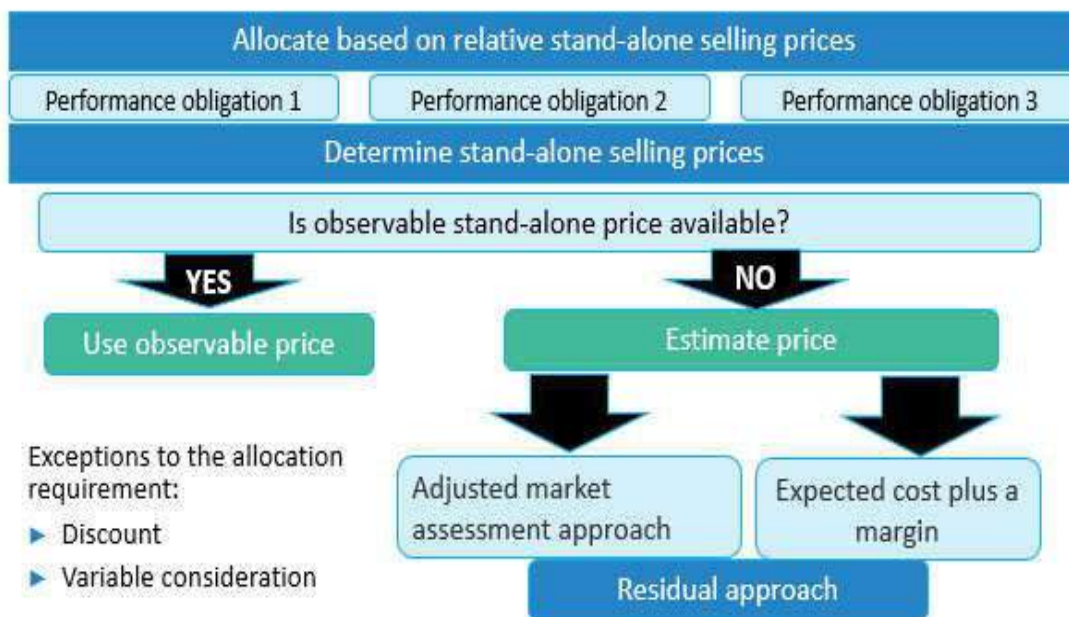 Allocate based on relative stand-alone selling prices
Performance obligation 1
Performance obligation 2
Performance obligation 3
Determine stand-alone selling prices
Is observable stand-alone price available?
YES
NO
Use observable price
Estimate price
Exceptions to the allocation
requirement:
Discount
Variable consideration
Adjusted market
assessment approach
Expected cost plus a
margin
Residual approach